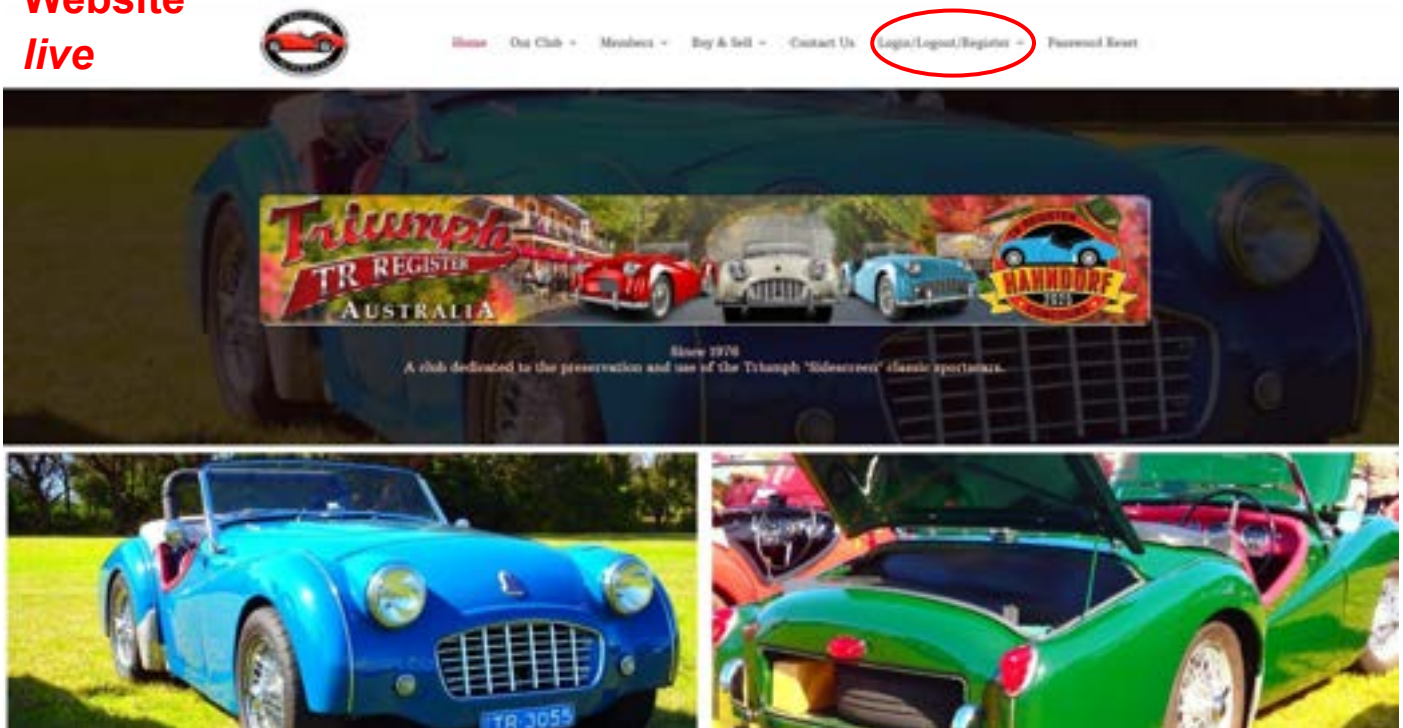 Website
live
Home Our Club Members Buy & Sell Contact Us Login/Logout/Register Password Reset
Triumph
TR REGISTER
AUSTRALIA
REGISTER
HAHNDORF
Since 1976
A club dedicated to the preservation and use of the Triumph "Sidescreen" classic sportscars.
TR·3055